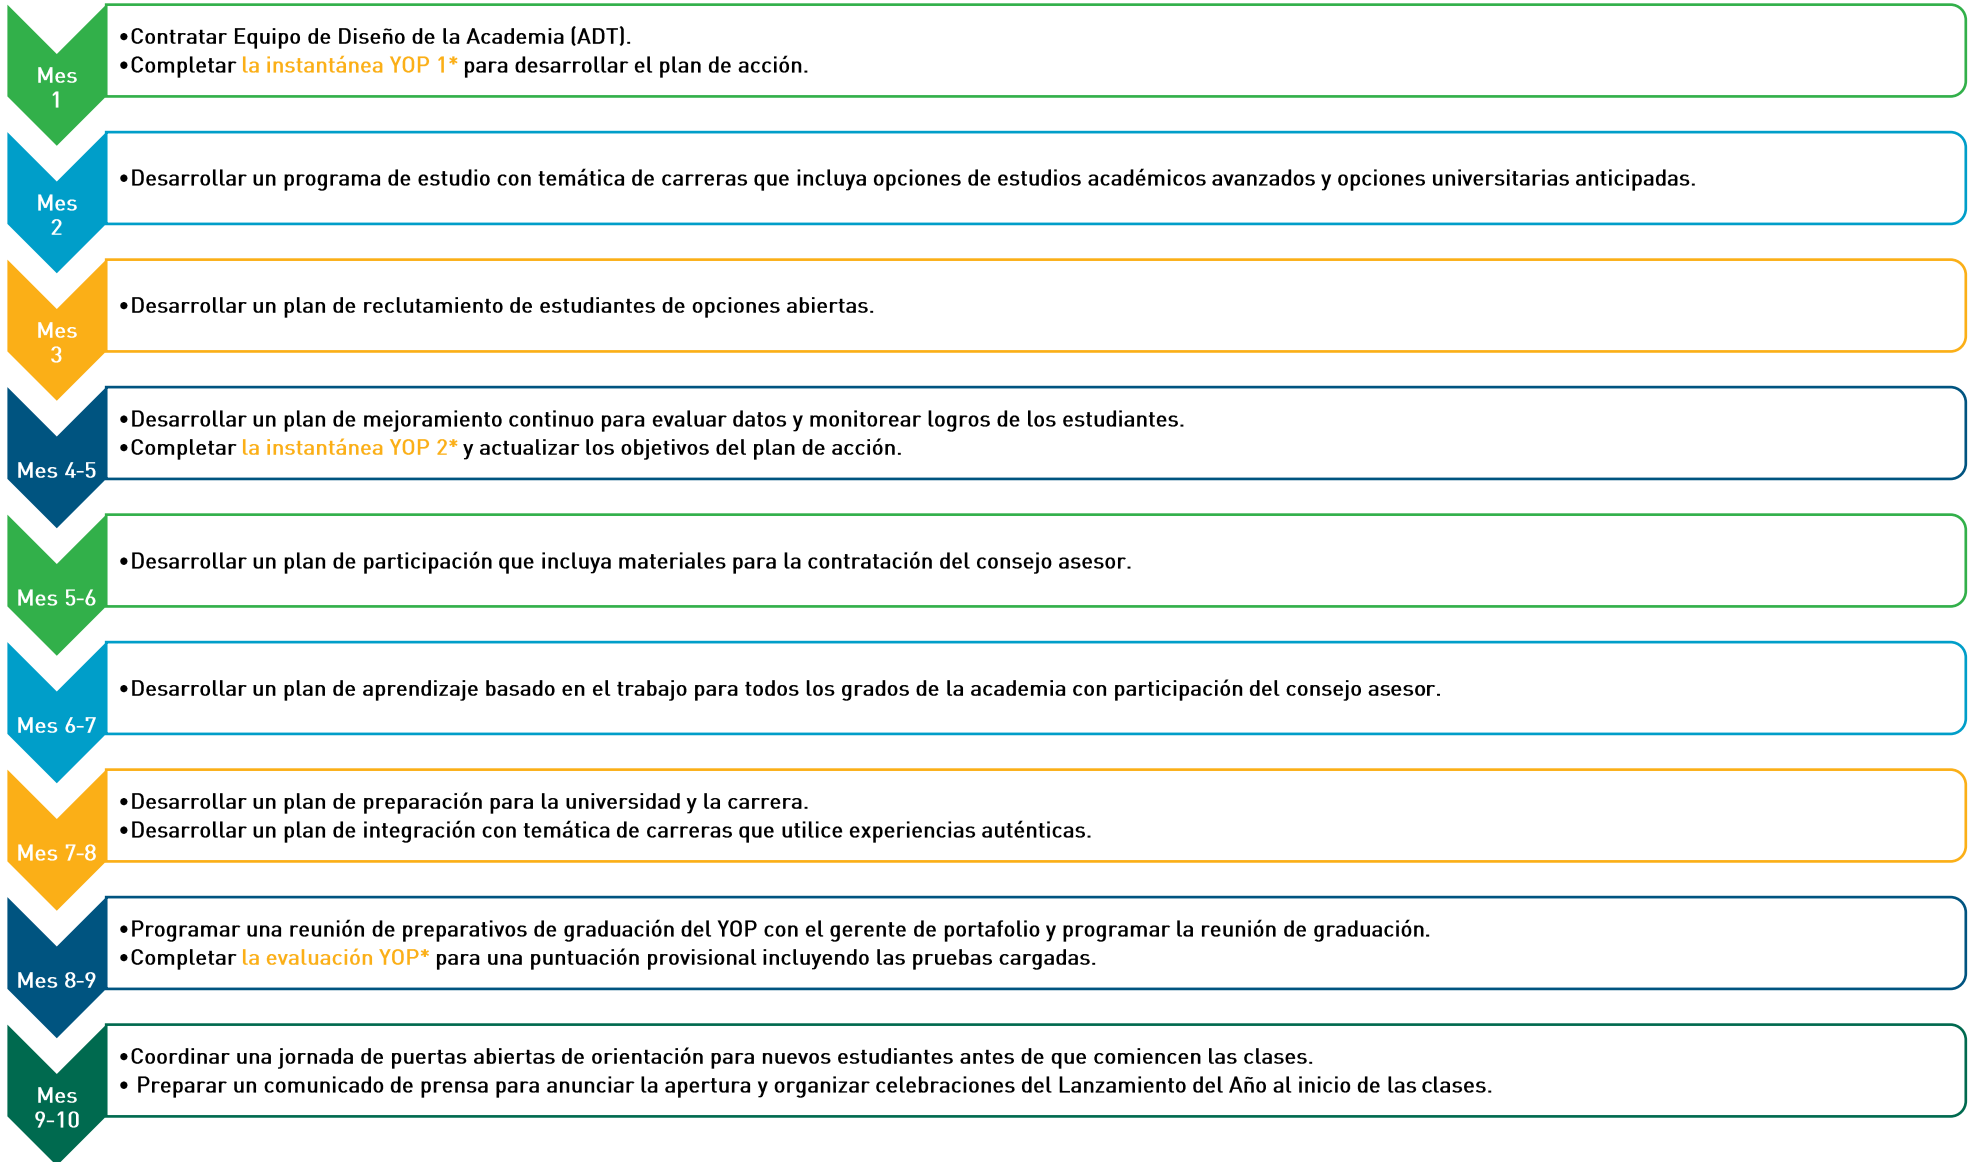 Mes
1
•Contratar Equipo de Diseño de la Academia (ADT).
•Completar la instantánea YOP 1* para desarrollar el plan de acción.
Mes
2
•Desarrollar un programa de estudio con temática de carreras que incluya opciones de estudios académicos avanzados y opciones universitarias anticipadas.
Mes
3
•Desarrollar un plan de reclutamiento de estudiantes de opciones abiertas.
Mes 4-5
•Desarrollar un plan de mejoramiento continuo para evaluar datos y monitorear logros de los estudiantes.
•Completar la instantánea YOP 2* y actualizar los objetivos del plan de acción.
Mes 5-6
•Desarrollar un plan de participación que incluya materiales para la contratación del consejo asesor.
Mes 6-7
•Desarrollar un plan de aprendizaje basado en el trabajo para todos los grados de la academia con participación del consejo asesor.
Mes 7-8
•Desarrollar un plan de preparación para la universidad y la carrera.
•Desarrollar un plan de integración con temática de carreras que utilice experiencias auténticas.
Mes 8-9
•Programar una reunión de preparativos de graduación del YOP con el gerente de portafolio y programar la reunión de graduación.
•Completar la evaluación YOP* para una puntuación provisional incluyendo las pruebas cargadas.
Mes
9-10
•Coordinar una jornada de puertas abiertas de orientación para nuevos estudiantes antes de que comiencen las clases.
• Preparar un comunicado de prensa para anunciar la apertura y organizar celebraciones del Lanzamiento del Año al inicio de las clases.